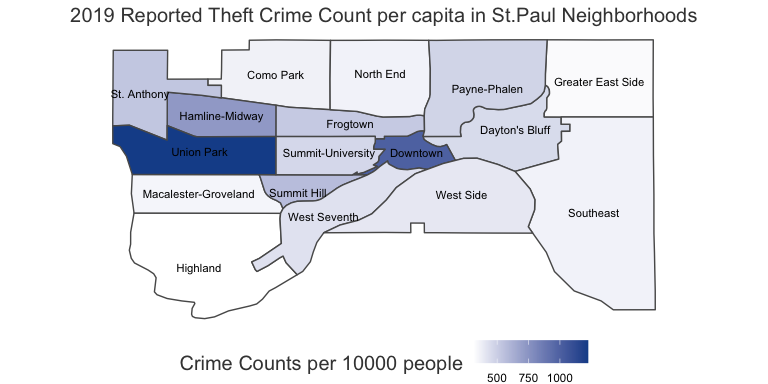 2019 Reported Theft Crime Count per capita in St.Paul Neighborhoods
Como Park
North End
Payne-Phalen
Greater East Side
St. Anthony
Hamline-Midway
Frogtown
Dayton's Bluff
Union Park
Summit-University
Downtown
Macalester-Groveland
Summit Hill
West Side
West Seventh
Southeast
Highland
Crime Counts per 10000 people
500 750 1000